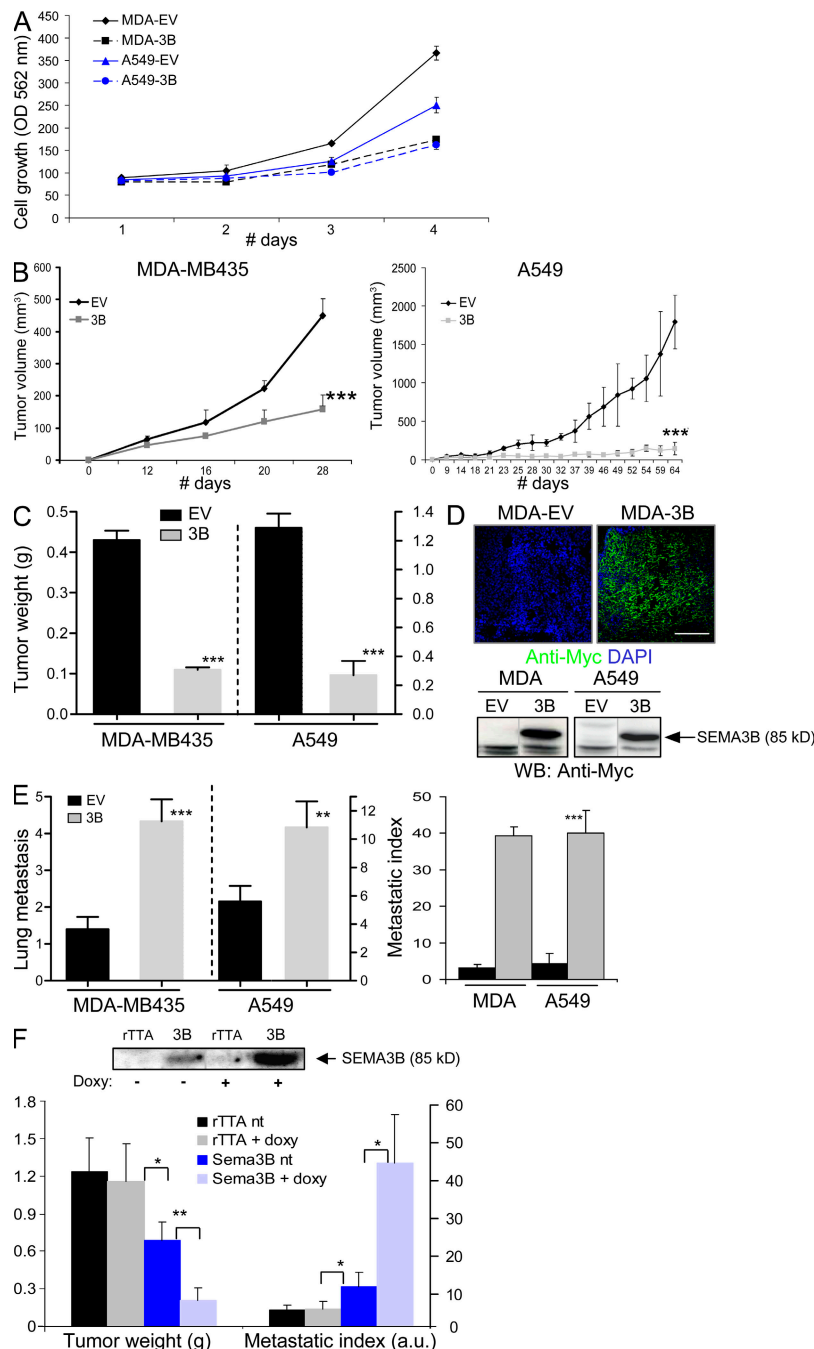 A
MDA-EV
MDA-3B
A549-EV
A549-3B
Cell growth (OD 562 nm)
450
400
350
300
250
200
150
100
50
0
1 2 3 4
# days
B
MDA-MB435
Tumor volume (mm³)
600
500
400
300
200
100
0
EV
3B
***
0 12 16 20 28
# days
A549
Tumor volume (mm³)
2500
2000
1500
1000
500
0
EV
3B
***
0 9 14 18 21 23 25 28 30 32 37 39 46 49 52 54 59 64
# days
C
Tumor weight (g)
0.5
0.4
0.3
0.2
0.1
0.0
EV
3B
*** ***
1.4
1.2
1.0
0.8
0.6
0.4
0.2
0.0
MDA-MB435 A549
D
MDA-EV MDA-3B
Anti-Myc DAPI
MDA A549
EV 3B EV 3B
SEMA3B (85 kD)
WB: Anti-Myc
E
Lung metastasis
5
4
3
2
1
0
EV
3B
*** **
12
10
8
6
4
2
0
MDA-MB435 A549
Metastatic index
50
40
30
20
10
0
***
MDA A549
F
rTTA 3B rTTA 3B
SEMA3B (85 kD)
Doxy: - - + +
1.8
1.5
1.2
0.9
0.6
0.3
0
rTTA nt
rTTA + doxy
Sema3B nt
Sema3B + doxy
* ** * *
60
50
40
30
20
10
0
Tumor weight (g) Metastatic index (a.u.)